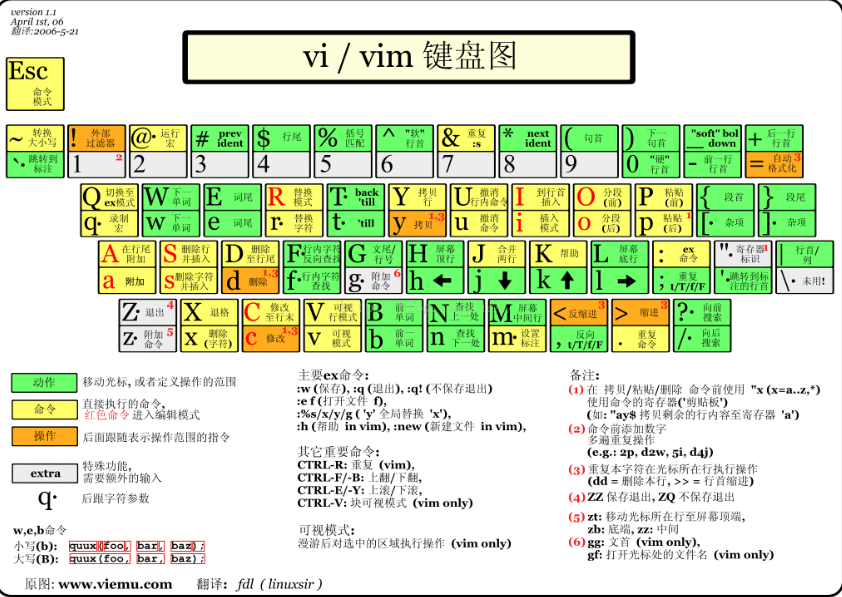 version 1.1
April 1st, 06
翻译:2006-5-21
vi / vim 键盘图
Esc 命令模式
~ 转换大小写
! 外部过滤器
@· 运行宏
# prev ident
$ 行尾
% 括号匹配
^ "软"行首
& 重复 :s
* next ident
( 句首
) 下一句首
"soft" bol down
+ 后一行行首
`· 跳转到标注
1 2
2
3
4
5
6
7
8
9
0 "硬"行首
- 前一行行首
= 自动格式化 3
Q 切换至ex模式
W 下一单词
E 词尾
R 替换模式
T· back 'till
Y 拷贝行
U 撤消行内命令
I 到行首插入
O 分段(前)
P 粘贴(前)
{ 段首
} 段尾
q· 录制宏
w 下一单词
e 词尾
r· 替换字符
t· 'till
y 拷贝 1,3
u 撤消命令
i 插入模式
o 分段(后)
p 粘贴(后) 1
[· 杂项
]· 杂项
A 在行尾附加
S 删除行并插入
D 删除至行尾
F· 行内字符反向查找
G 文尾/行号
H 屏幕顶行
J 合并两行
K 帮助
L 屏幕底行
: ex命令
"· 寄存器标识 1
| 行首/列
a 附加
s 删除字符并插入
d 删除 1,3
f· 行内字符查找
g· 附加命令 6
h ←
j ↓
k ↑
l →
; 重复 t/T/f/F
'· 跳转到标注的行首
\· 未用!
Z· 退出 4
X 退格
C 修改至行末
V 可视行模式
B 前一单词
N 查找上一处
M 屏幕中间行
< 反缩进 3
> 缩进 3
?· 向前搜索
z· 附加命令 5
x 删除(字符)
c 修改 1,3
v 可视模式
b 前一单词
n 查找下一处
m· 设置标注
, 反向 t/T/f/F
. 重复命令
/· 向后搜索
动作 移动光标, 或者定义操作的范围
命令 直接执行的命令,
红色命令 进入编辑模式
操作 后面跟随表示操作范围的指令
extra 特殊功能,
需要额外的输入
q· 后跟字符参数
w,e,b命令
小写(b): quux(foo, bar, baz);
大写(B): quux(foo, bar, baz);
原图: www.viemu.com 翻译: fdl ( linuxsir )
主要ex命令:
:w (保存), :q (退出), :q! (不保存退出)
:e f (打开文件 f),
:%s/x/y/g ( 'y' 全局替换 'x'),
:h (帮助 in vim), :new (新建文件 in vim),
其它重要命令:
CTRL-R: 重复 (vim),
CTRL-F/-B: 上翻/下翻,
CTRL-E/-Y: 上滚/下滚,
CTRL-V: 块可视模式 (vim only)
可视模式:
漫游后对选中的区域执行操作 (vim only)
备注:
(1) 在 拷贝/粘贴/删除 命令前使用 "x (x=a..z,*)
使用命令的寄存器('剪贴板')
(如: "ay$ 拷贝剩余的行内容至寄存器 'a')
(2) 命令前添加数字
多遍重复操作
(e.g.: 2p, d2w, 5i, d4j)
(3) 重复本字符在光标所在行执行操作
(dd = 删除本行, >> = 行首缩进)
(4) ZZ 保存退出, ZQ 不保存退出
(5) zt: 移动光标所在行至屏幕顶端,
zb: 底端, zz: 中间
(6) gg: 文首 (vim only),
gf: 打开光标处的文件名 (vim only)